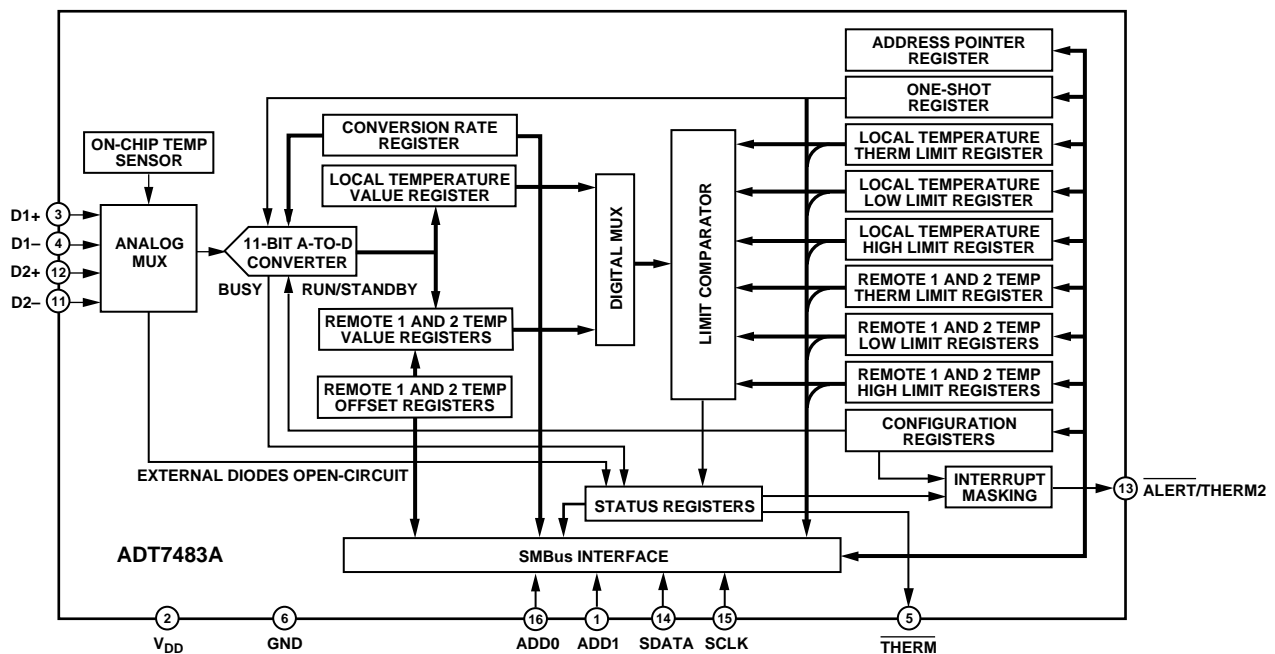 ADDRESS POINTER
REGISTER
ONE-SHOT
REGISTER
CONVERSION RATE
REGISTER
ON-CHIP TEMP
SENSOR
LOCAL TEMPERATURE
THERM LIMIT REGISTER
LOCAL TEMPERATURE
VALUE REGISTER
LOCAL TEMPERATURE
LOW LIMIT REGISTER
D1+ 3
D1– 4
D2+ 12
D2– 11
ANALOG
MUX
11-BIT A-TO-D
CONVERTER
BUSY
RUN/STANDBY
DIGITAL MUX
LIMIT COMPARATOR
LOCAL TEMPERATURE
HIGH LIMIT REGISTER
REMOTE 1 AND 2 TEMP
THERM LIMIT REGISTER
REMOTE 1 AND 2 TEMP
VALUE REGISTERS
REMOTE 1 AND 2 TEMP
LOW LIMIT REGISTERS
REMOTE 1 AND 2 TEMP
OFFSET REGISTERS
REMOTE 1 AND 2 TEMP
HIGH LIMIT REGISTERS
CONFIGURATION
REGISTERS
EXTERNAL DIODES OPEN-CIRCUIT
INTERRUPT
MASKING
13 ALERT/THERM2
STATUS REGISTERS
ADT7483A
SMBus INTERFACE
2
VDD
6
GND
16
ADD0
1
ADD1
14
SDATA
15
SCLK
5
THERM